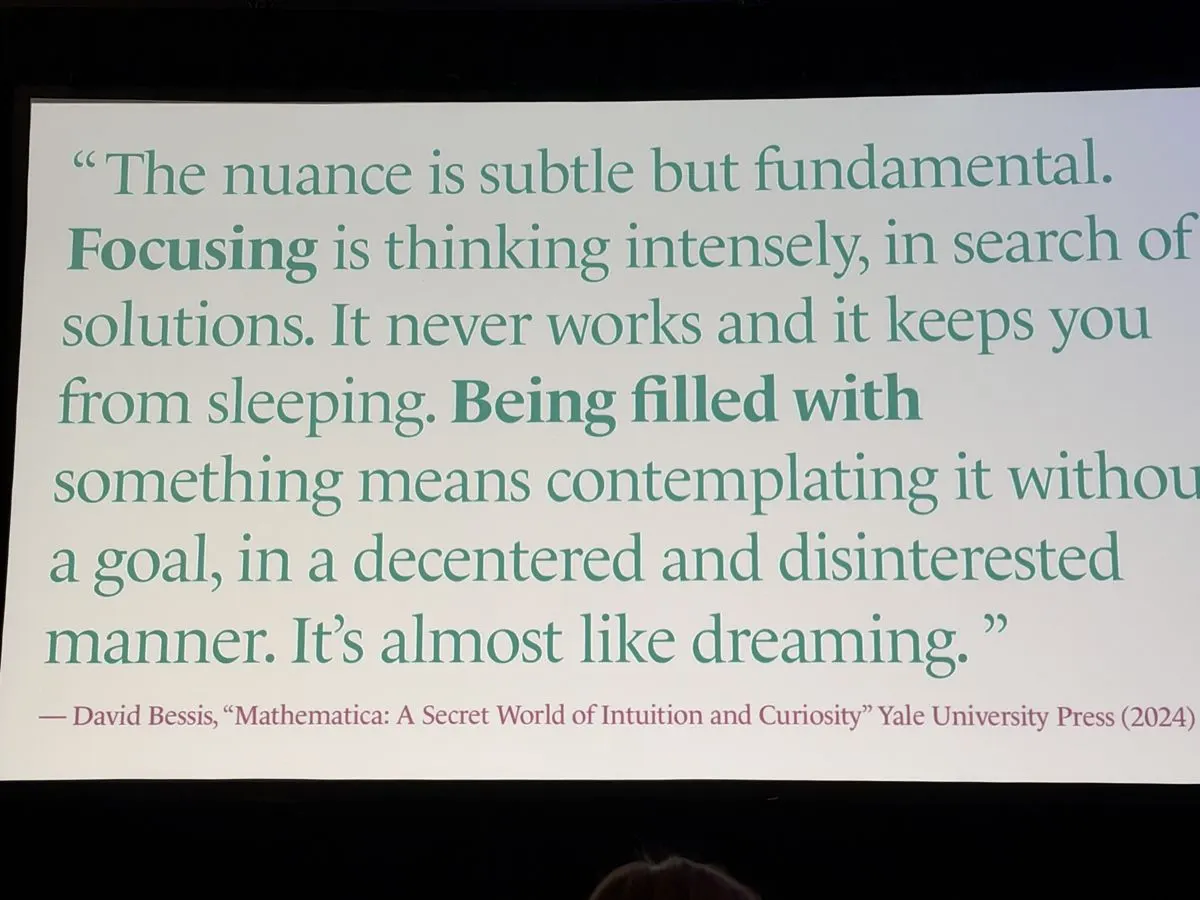 “ The nuance is subtle but fundamental.
Focusing is thinking intensely, in search of
solutions. It never works and it keeps you
from sleeping. Being filled with
something means contemplating it withou
a goal, in a decentered and disinterested
manner. It’s almost like dreaming. ”
— David Bessis, “Mathematica: A Secret World of Intuition and Curiosity” Yale University Press (2024)